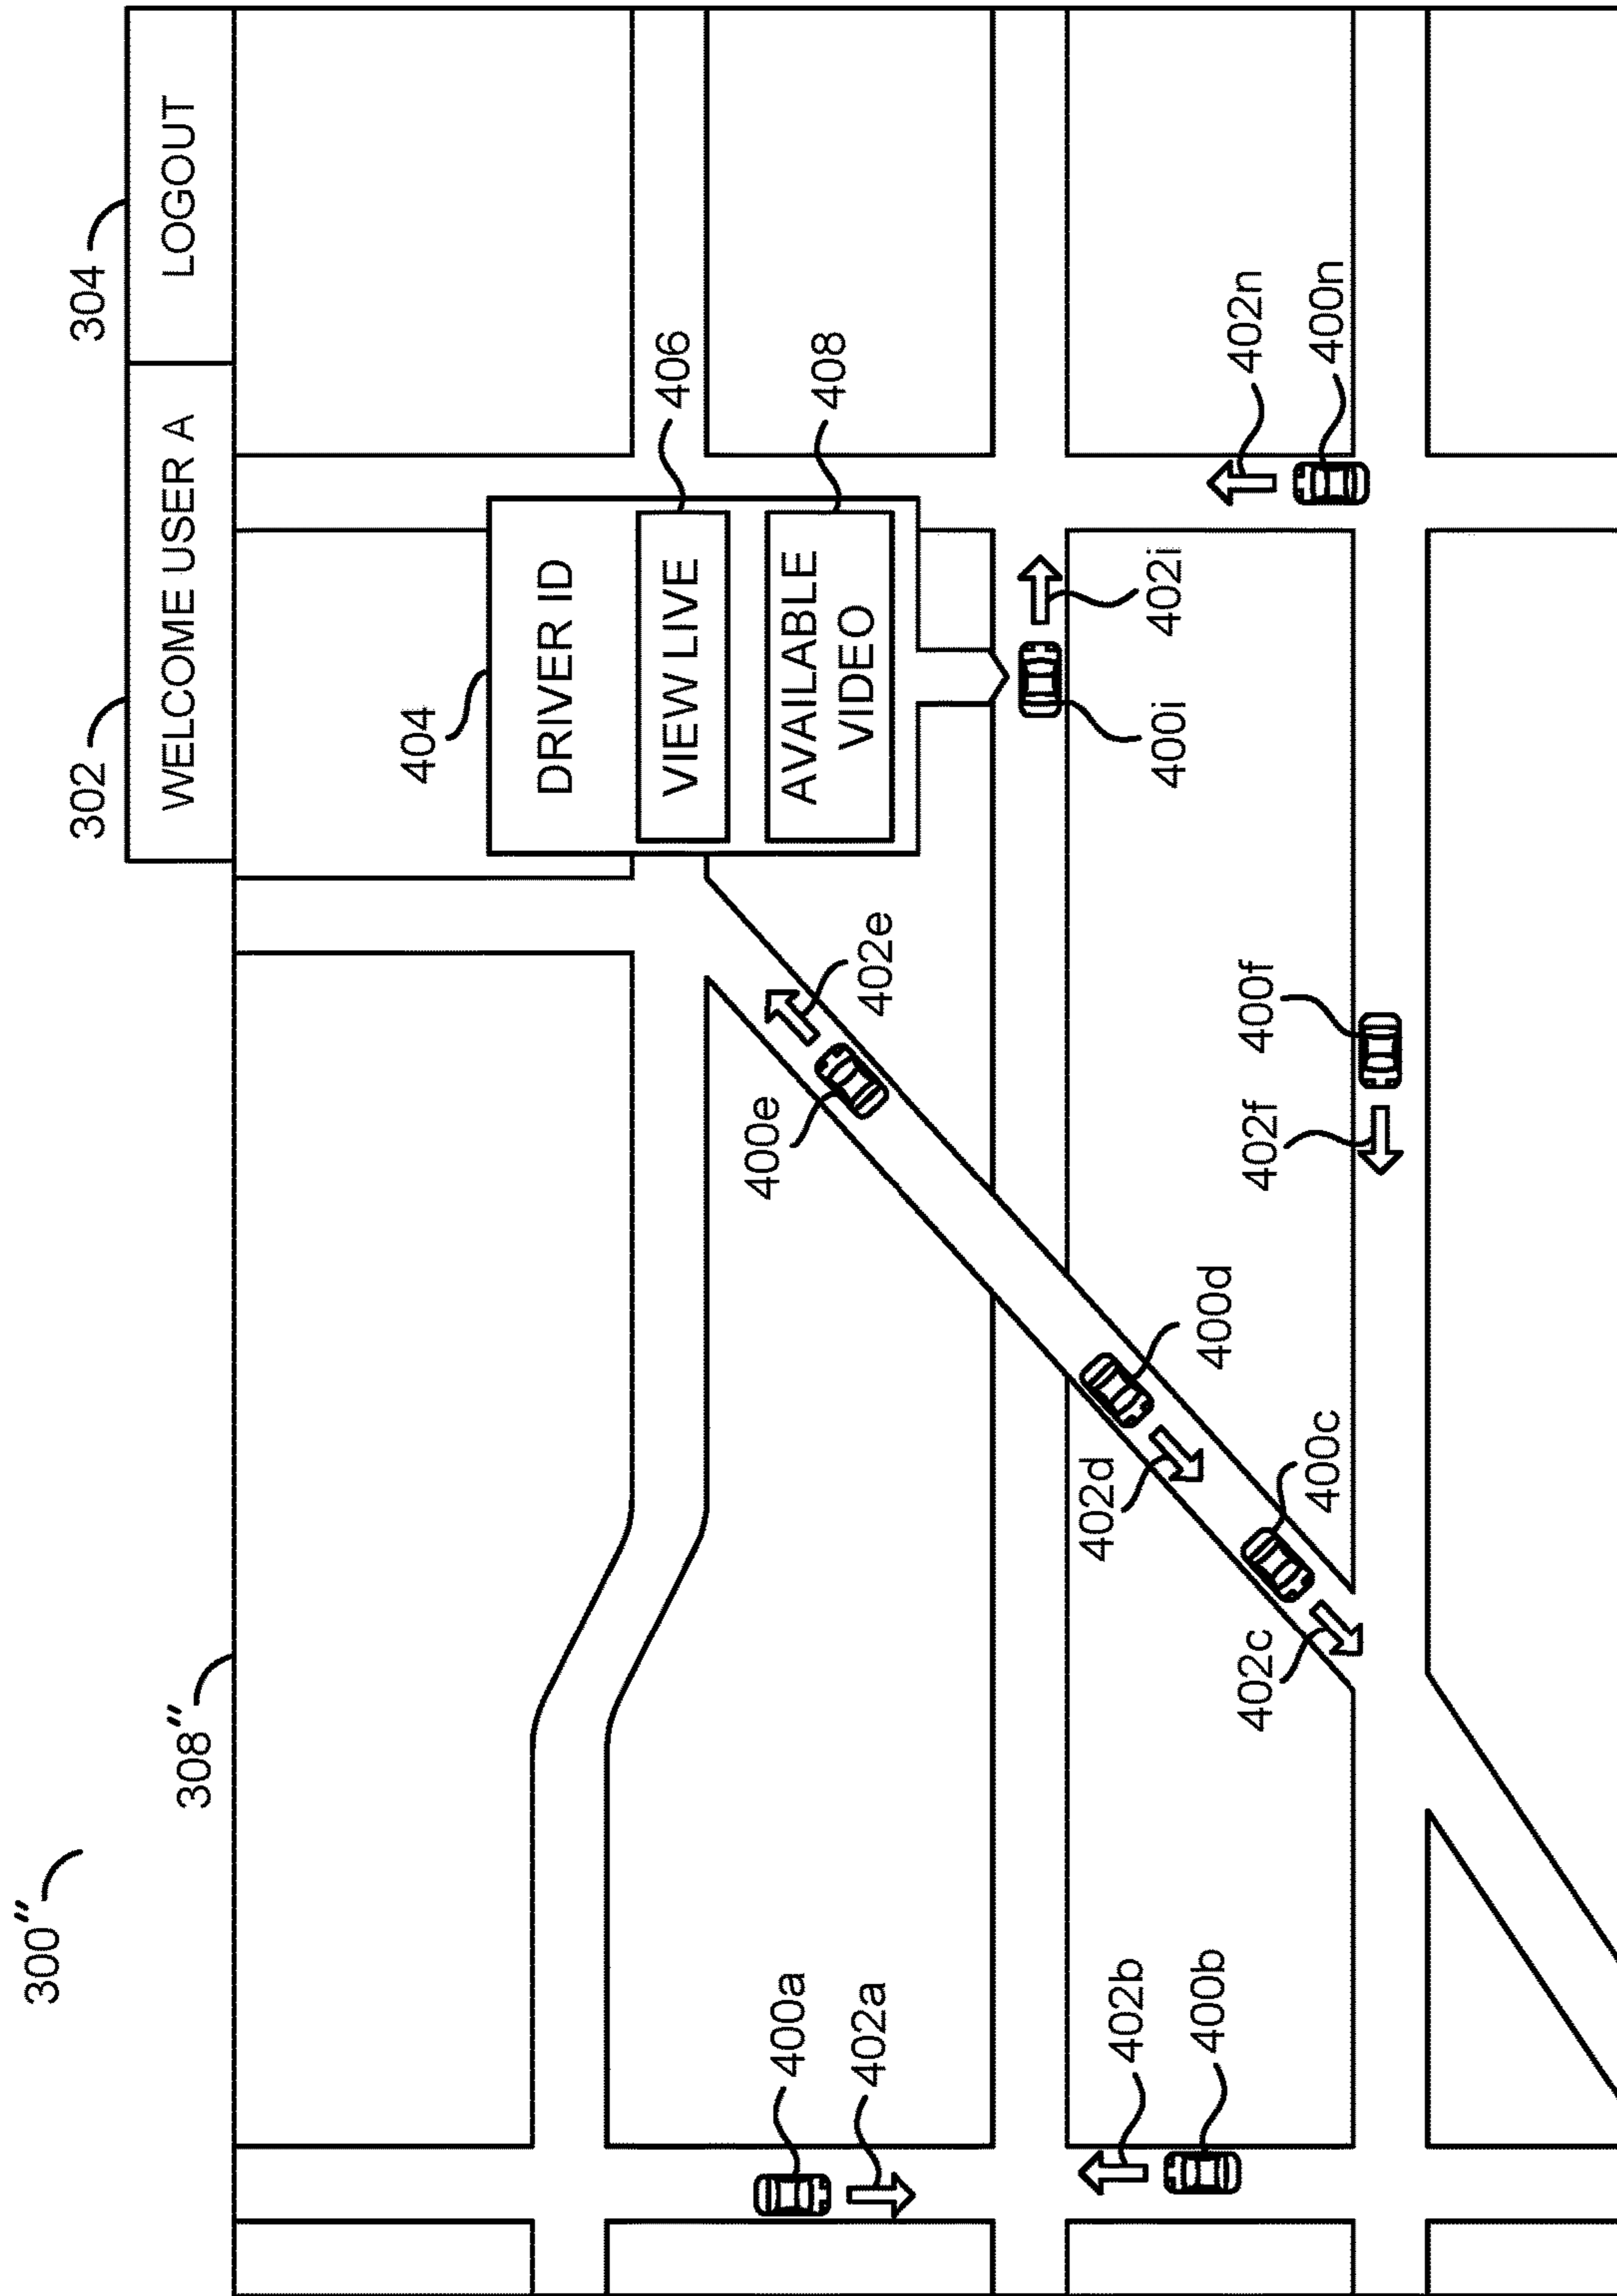 300″
308″
302
304
WELCOME USER A
LOGOUT
404
DRIVER ID
VIEW LIVE
406
AVAILABLE
VIDEO
408
400a
402a
400e
402e
402b
400b
402d
400d
400i
402i
402n
400n
402c
400c
402f
400f